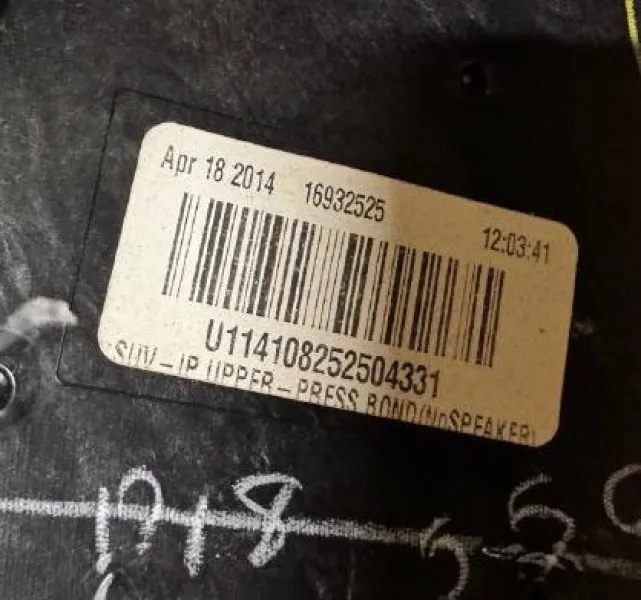 Apr 18 2014 16932525 12:03:41
U114108252504331
SUV-IP UPPER-PRESS BOND(NoSPEAKER)